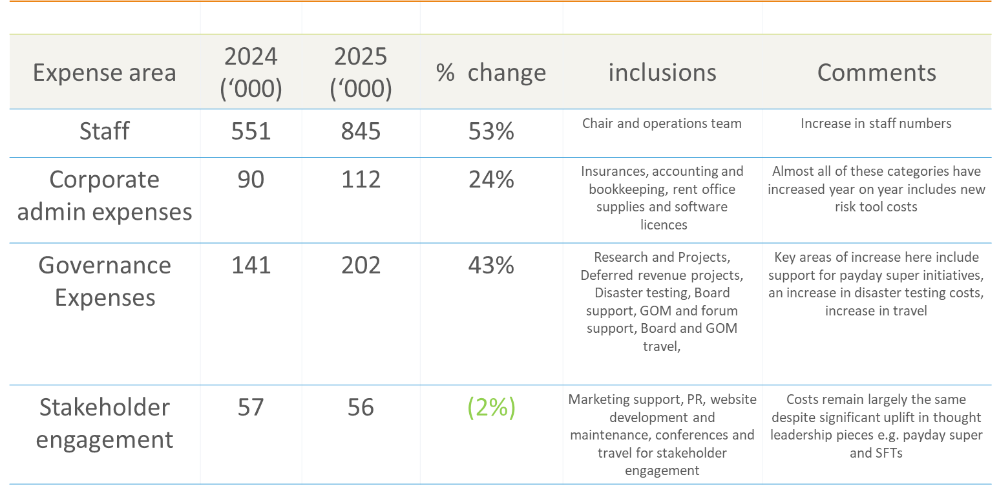 Expense area
2024
(‘000)
2025
(‘000)
% change
inclusions
Comments
Staff
551
845
53%
Chair and operations team
Increase in staff numbers
Corporate
admin expenses
90
112
24%
Insurances, accounting and
bookkeeping, rent office
supplies and software
licences
Almost all of these categories have
increased year on year includes new
risk tool costs
Governance
Expenses
141
202
43%
Research and Projects,
Deferred revenue projects,
Disaster testing, Board
support, GOM and forum
support, Board and GOM
travel,
Key areas of increase here include
support for payday super initiatives,
an increase in disaster testing costs,
increase in travel
Stakeholder
engagement
57
56
(2%)
Marketing support, PR, website
development and
maintenance, conferences and
travel for stakeholder
engagement
Costs remain largely the same
despite significant uplift in thought
leadership pieces e.g. payday super
and SFTs